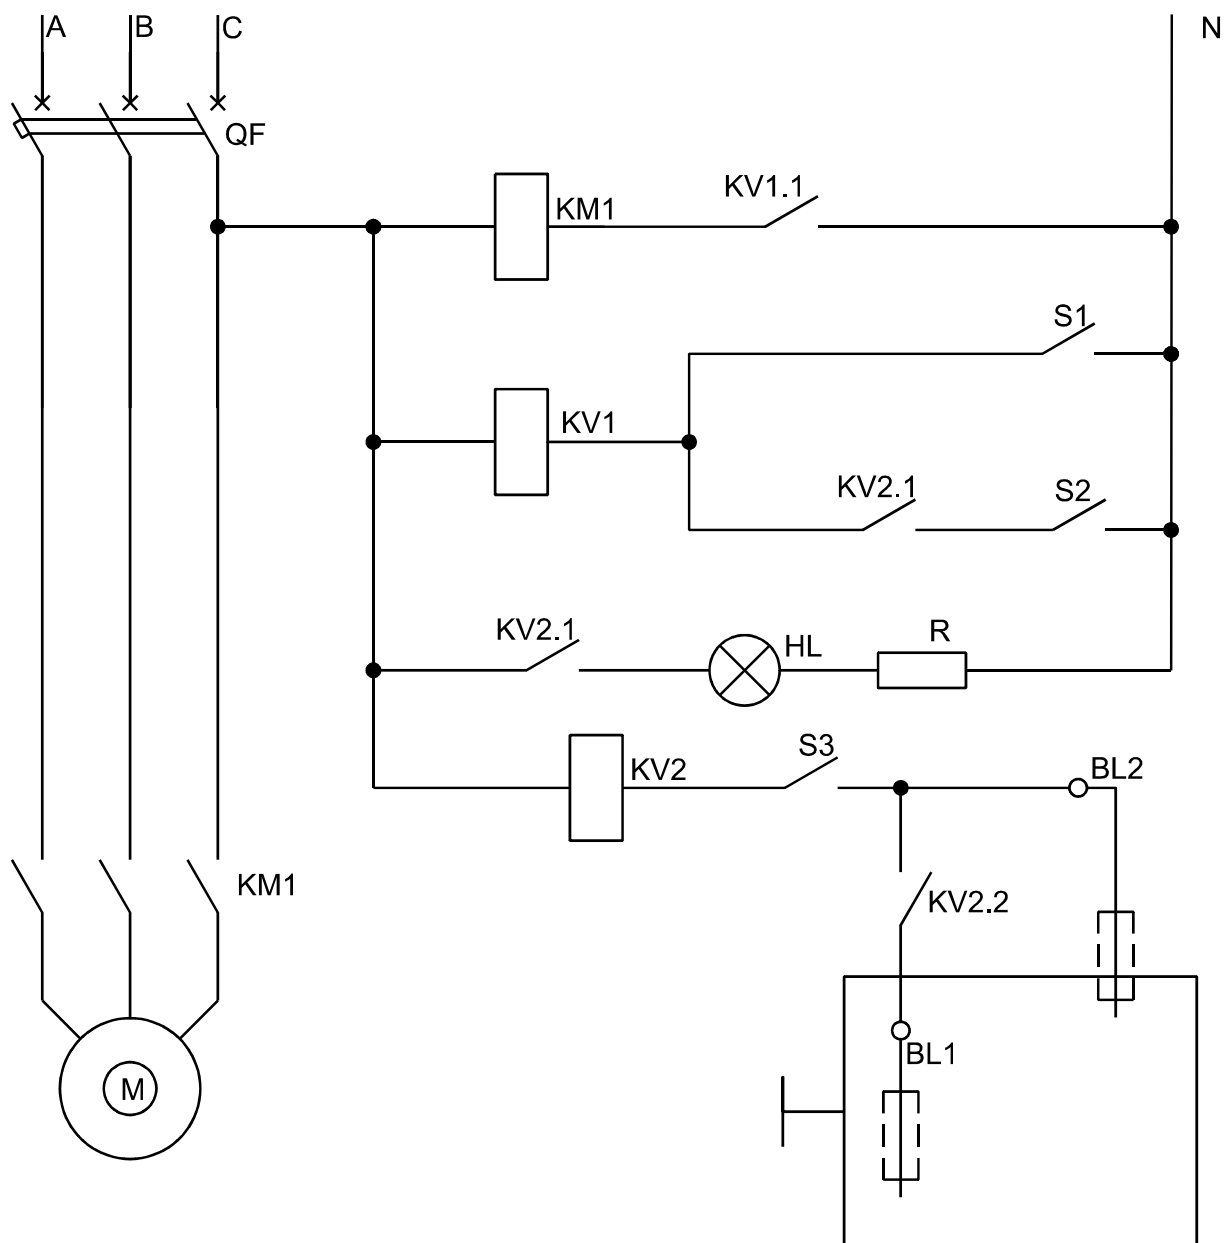 A B C N
QF
KM1 KV1.1
S1
KV1
KV2.1 S2
KV2.1 HL R
KV2 S3 BL2
KM1 KV2.2
BL1
M